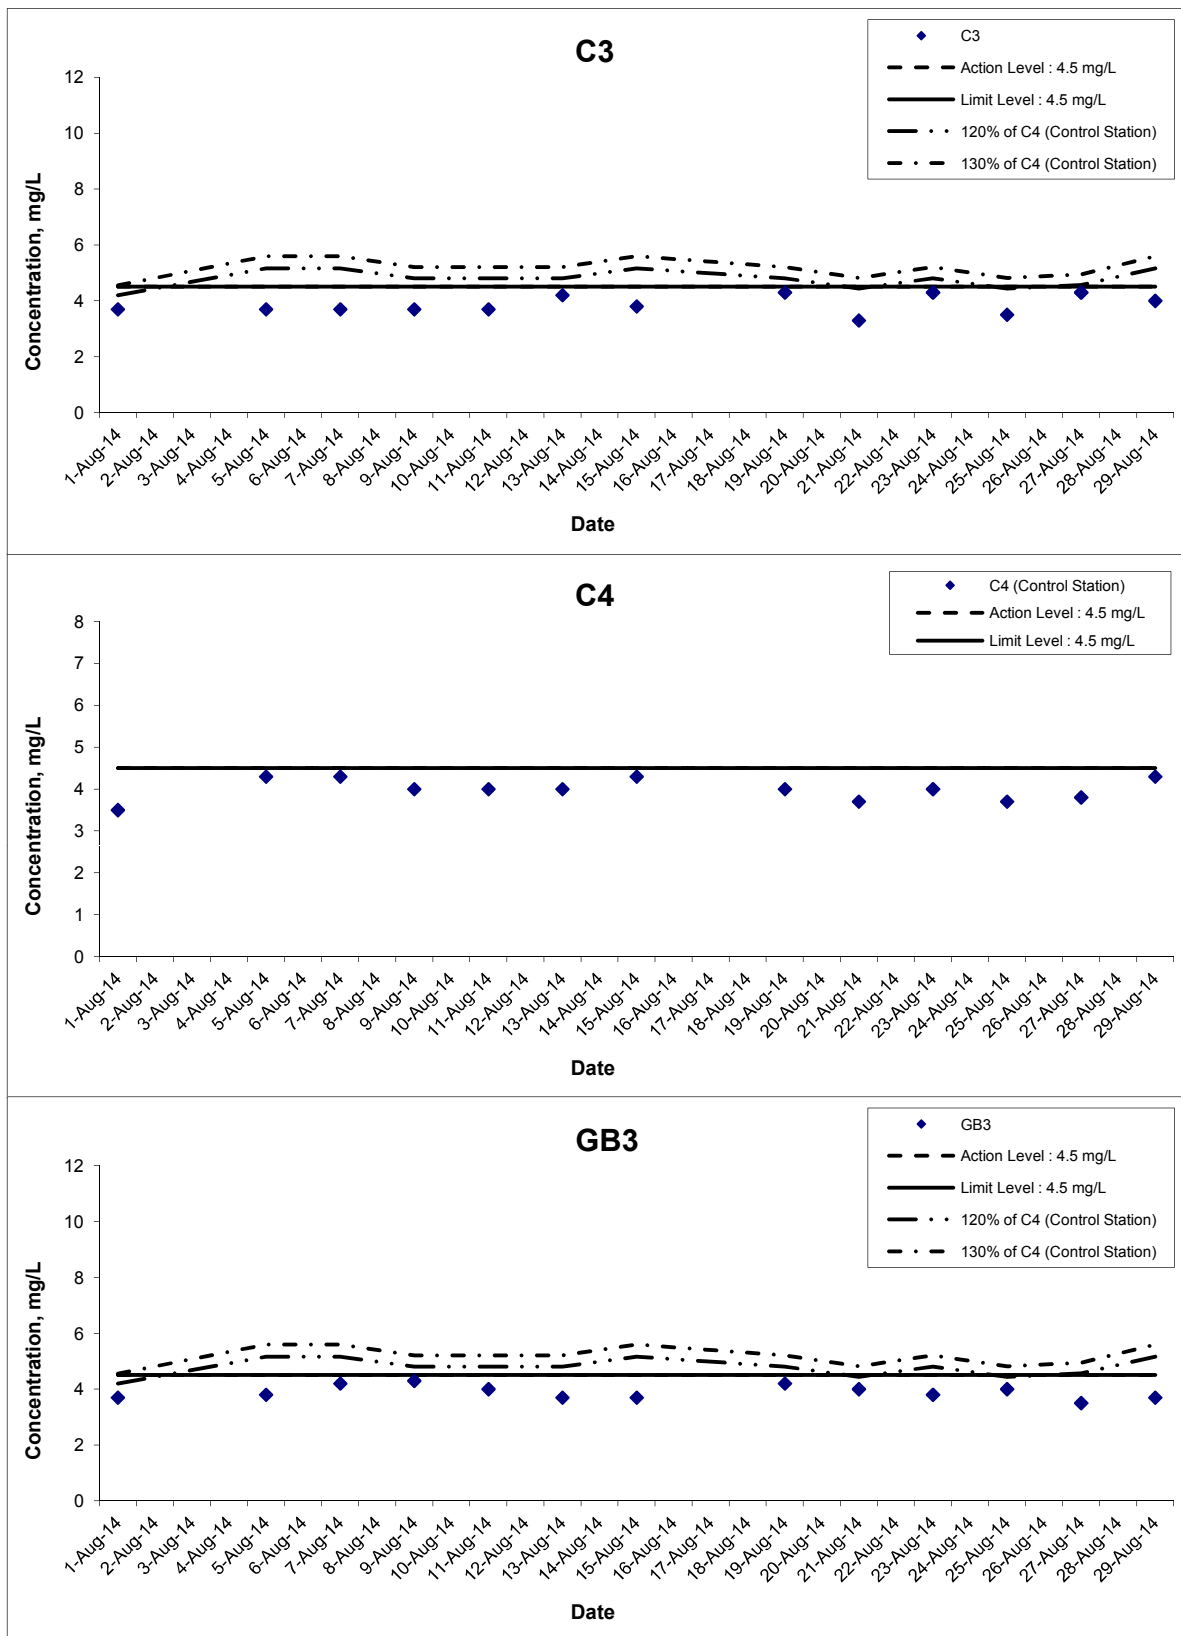 C3
C3
Action Level : 4.5 mg/L
Limit Level : 4.5 mg/L
120% of C4 (Control Station)
130% of C4 (Control Station)
Concentration, mg/L
12
10
8
6
4
2
0
1-Aug-14
2-Aug-14
3-Aug-14
4-Aug-14
5-Aug-14
6-Aug-14
7-Aug-14
8-Aug-14
9-Aug-14
10-Aug-14
11-Aug-14
12-Aug-14
13-Aug-14
14-Aug-14
15-Aug-14
16-Aug-14
17-Aug-14
18-Aug-14
19-Aug-14
20-Aug-14
21-Aug-14
22-Aug-14
23-Aug-14
24-Aug-14
25-Aug-14
26-Aug-14
27-Aug-14
28-Aug-14
29-Aug-14
Date
C4
C4 (Control Station)
Action Level : 4.5 mg/L
Limit Level : 4.5 mg/L
Concentration, mg/L
8
7
6
5
4
3
2
1
0
1-Aug-14
2-Aug-14
3-Aug-14
4-Aug-14
5-Aug-14
6-Aug-14
7-Aug-14
8-Aug-14
9-Aug-14
10-Aug-14
11-Aug-14
12-Aug-14
13-Aug-14
14-Aug-14
15-Aug-14
16-Aug-14
17-Aug-14
18-Aug-14
19-Aug-14
20-Aug-14
21-Aug-14
22-Aug-14
23-Aug-14
24-Aug-14
25-Aug-14
26-Aug-14
27-Aug-14
28-Aug-14
29-Aug-14
Date
GB3
GB3
Action Level : 4.5 mg/L
Limit Level : 4.5 mg/L
120% of C4 (Control Station)
130% of C4 (Control Station)
Concentration, mg/L
12
10
8
6
4
2
0
1-Aug-14
2-Aug-14
3-Aug-14
4-Aug-14
5-Aug-14
6-Aug-14
7-Aug-14
8-Aug-14
9-Aug-14
10-Aug-14
11-Aug-14
12-Aug-14
13-Aug-14
14-Aug-14
15-Aug-14
16-Aug-14
17-Aug-14
18-Aug-14
19-Aug-14
20-Aug-14
21-Aug-14
22-Aug-14
23-Aug-14
24-Aug-14
25-Aug-14
26-Aug-14
27-Aug-14
28-Aug-14
29-Aug-14
Date